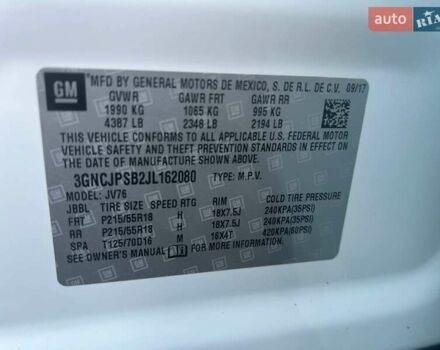 AUTO RIA
GM MFD BY GENERAL MOTORS DE MEXICO, S. DE R.L. DE C.V. 09/17
GVWR GAWR FRT GAWR RR
1990 KG 1065 KG 995 KG
4387 LB 2348 LB 2194 LB
THIS VEHICLE CONFORMS TO ALL APPLICABLE U.S. FEDERAL MOTOR
VEHICLE SAFETY AND THEFT PREVENTION STANDARDS IN EFFECT
ON THE DATE OF MANUFACTURE SHOWN ABOVE.
3GNCJPSB2JL162080 TYPE: M.P.V.
MODEL: JV76
JBBL TIRE SIZE SPD RTG RIM COLD TIRE PRESSURE
FRT P215/55R18 H 18X7.5J 240KPA(35PSI)
RR P215/55R18 H 18X7.5J 240KPA(35PSI)
SPA T125/70D16 M 16X4T 420KPA(60PSI)
SEE OWNER'S MANUAL FOR